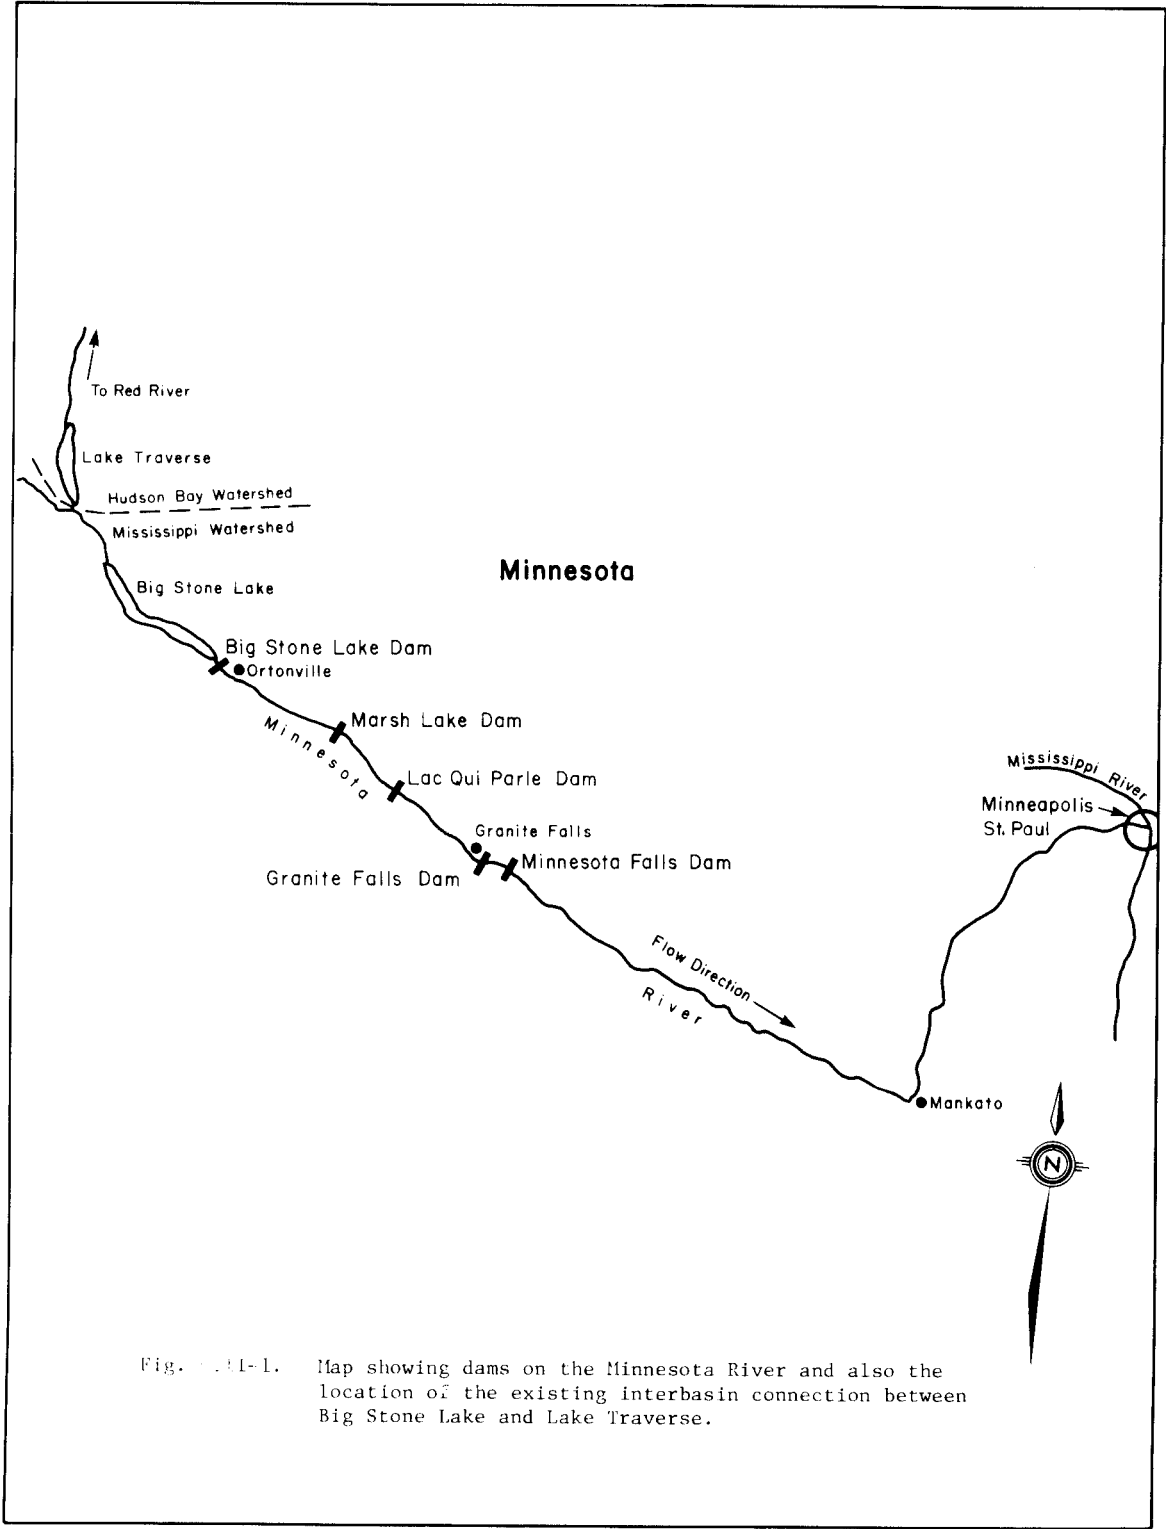 To Red River
Lake Traverse
Hudson Bay Watershed
Mississippi Watershed
Minnesota
Big Stone Lake
Big Stone Lake Dam
Ortonville
Marsh Lake Dam
Minnesota
Lac Qui Parle Dam
Mississippi River
Minneapolis
St. Paul
Granite Falls
Minnesota Falls Dam
Granite Falls Dam
Flow Direction
River
Mankato
N
Fig. Map showing dams on the Minnesota River and also the
location of the existing interbasin connection between
Big Stone Lake and Lake Traverse.